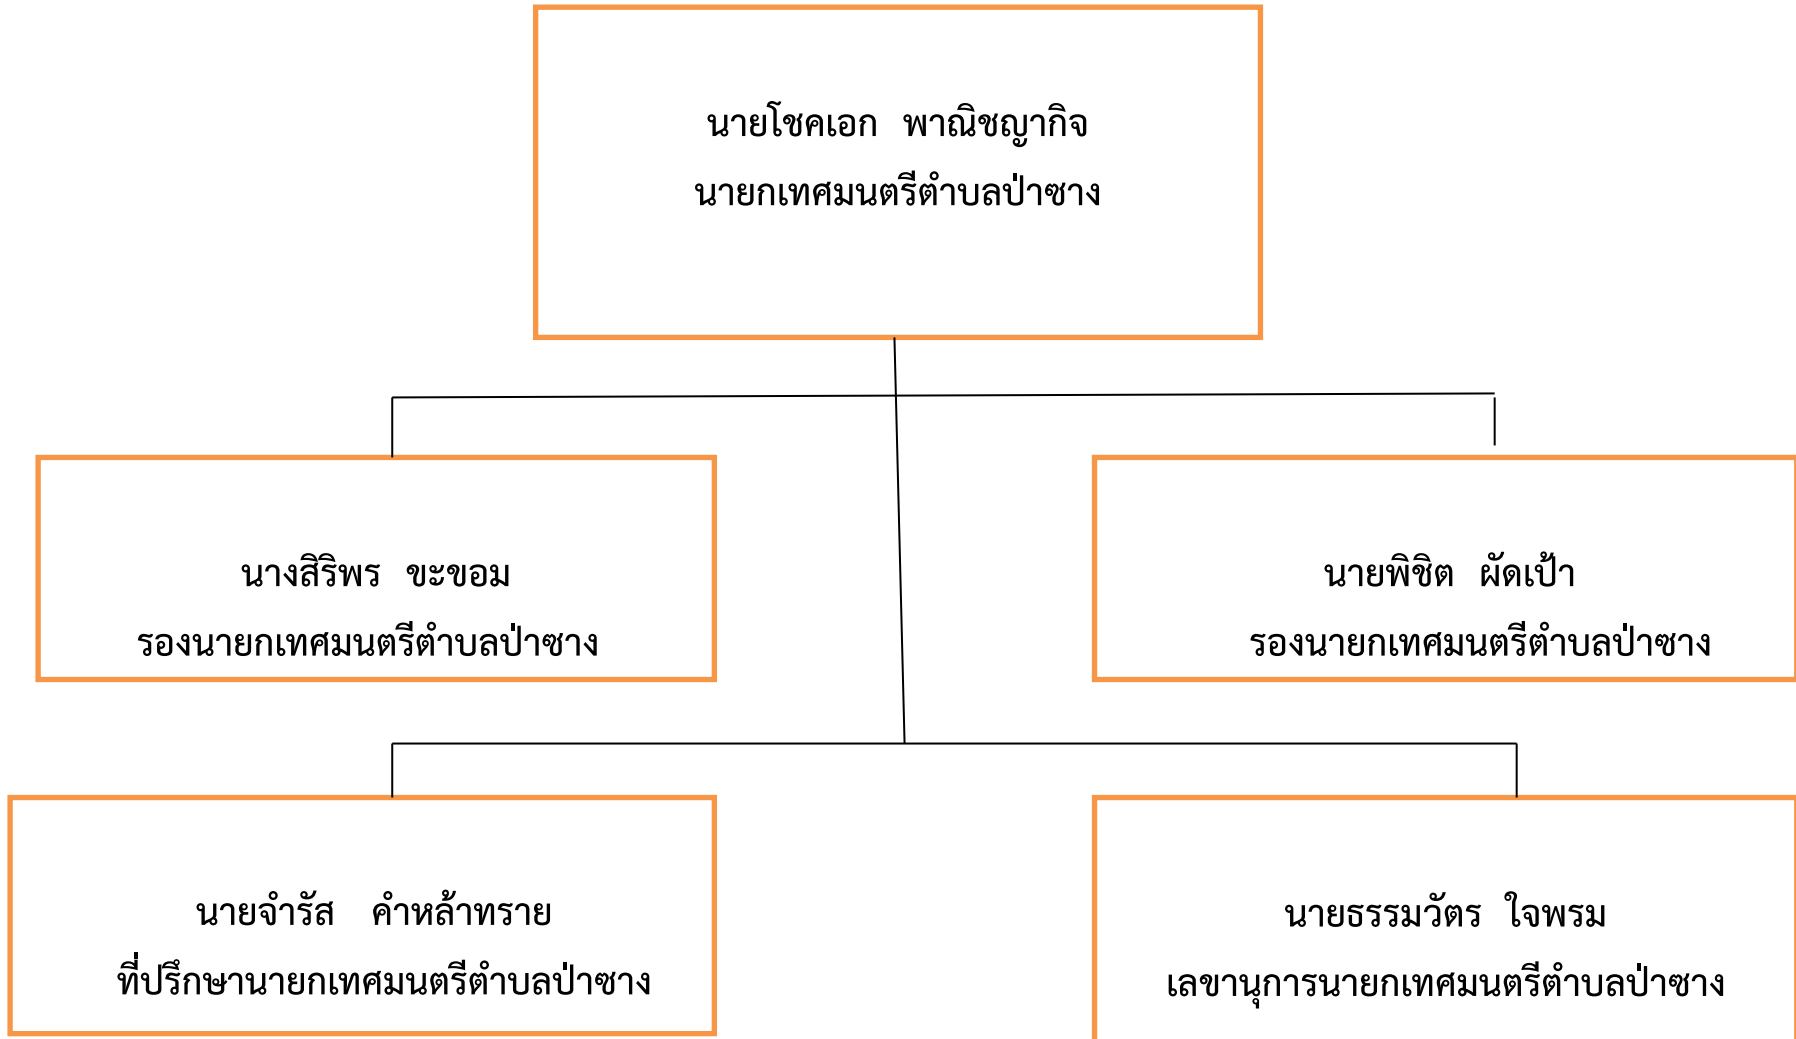 นายโชคเอก พาณิชญากิจ
นายกเทศมนตรีตำบลป่าซาง
นางสิริพร ขะขอม
รองนายกเทศมนตรีตำบลป่าซาง
นายพิชิต ผัดเป้า
รองนายกเทศมนตรีตำบลป่าซาง
นายจำรัส คำหล้าทราย
ที่ปรึกษานายกเทศมนตรีตำบลป่าซาง
นายธรรมวัตร ใจพรม
เลขานุการนายกเทศมนตรีตำบลป่าซาง